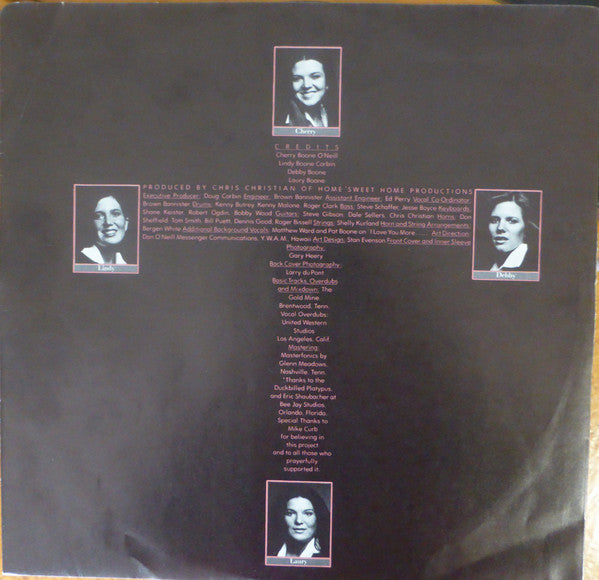 Cherry
CREDITS
Cherry Boone O'Neill
Lindy Boone Corbin
Debby Boone
Laury Boone
PRODUCED BY CHRIS CHRISTIAN OF HOME SWEET HOME PRODUCTIONS
Executive Producer: Doug Corbin Engineer: Brown Bannister Assistant Engineer: Ed Perry Vocal Co-Ordinator:
Brown Bannister Drums: Kenny Buttrey, Kenny Malone, Roger Clark Bass: Steve Schaffer, Jesse Boyce Keyboards:
Shane Keister, Robert Ogdin, Bobby Wood Guitars: Steve Gibson, Dale Sellers, Chris Christian Horns: Don
Sheffield, Tom Smith, Bill Puett, Dennis Good, Roger Bissell Strings: Shelly Kurland Horn and String Arrangements:
Bergen White Additional Background Vocals: Matthew Ward and Pat Boone on "I Love You More......" Art Direction:
Dan O'Neill Messenger Communications, Y.W.A.M., Hawaii Art Design: Stan Evenson Front Cover and Inner Sleeve
Lindy
Debby
Photography:
Gary Heery
Back Cover Photography:
Larry du Pont
Basic Tracks, Overdubs
and Mixdown: The
Gold Mine,
Brentwood, Tenn.
Vocal Overdubs:
United Western
Studios
Los Angeles, Calif.
Mastering:
Masterfonics by
Glenn Meadows,
Nashville, Tenn.
"Thanks to the
Duckbilled Platypus,
and Eric Shaubacher at
Bee Jay Studios,
Orlando, Florida.
Special Thanks to
Mike Curb
for believing in
this project
and to all those who
prayerfully
supported it.
Laury